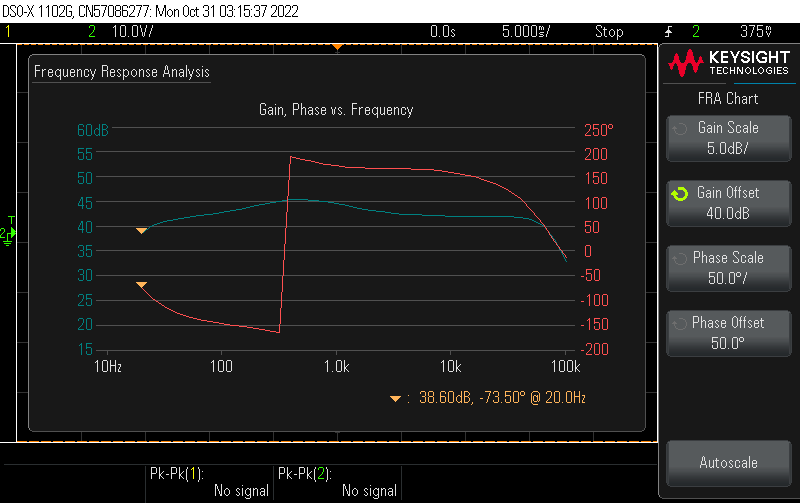 DSO-X 1102G, CN57086277: Mon Oct 31 03:15:37 2022
1 2 10.0V/ 0.0s 5.000s/ Stop 2 375V
KEYSIGHT
TECHNOLOGIES
Frequency Response Analysis
FRA Chart
Gain, Phase vs. Frequency
Gain Scale
5.0dB/
60dB 250°
55 200
50 150
45 100
40 50
35 0
30 -50
25 -100
20 -150
15 -200
Gain Offset
40.0dB
T
2
Phase Scale
50.0°/
Phase Offset
50.0°
10Hz 100 1.0k 10k 100k
: 38.60dB, -73.50° @ 20.0Hz
Autoscale
Pk-Pk(1): Pk-Pk(2):
No signal No signal